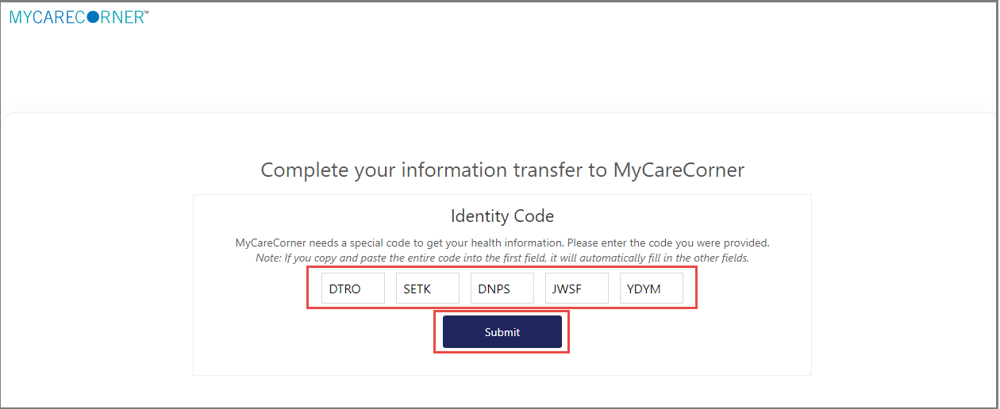 MYCARECORNER™
Complete your information transfer to MyCareCorner
Identity Code
MyCareCorner needs a special code to get your health information. Please enter the code you were provided.
Note: If you copy and paste the entire code into the first field, it will automatically fill in the other fields.
DTRO SETK DNPS JWSF YDYM
Submit